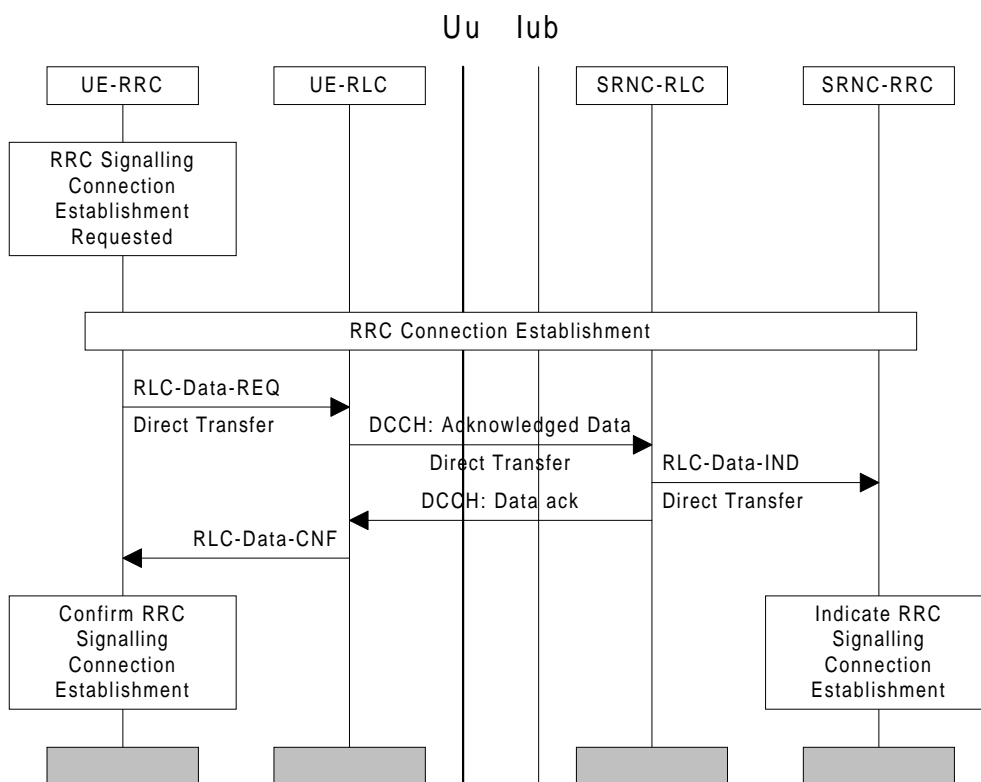 Uu Iub
UE-RRC UE-RLC SRNC-RLC SRNC-RRC
RRC Signalling
Connection
Establishment
Requested
RRC Connection Establishment
RLC-Data-REQ
Direct Transfer
DCCH: Acknowledged Data
Direct Transfer
RLC-Data-IND
Direct Transfer
DCCH: Data ack
RLC-Data-CNF
Confirm RRC
Signalling
Connection
Establishment
Indicate RRC
Signalling
Connection
Establishment